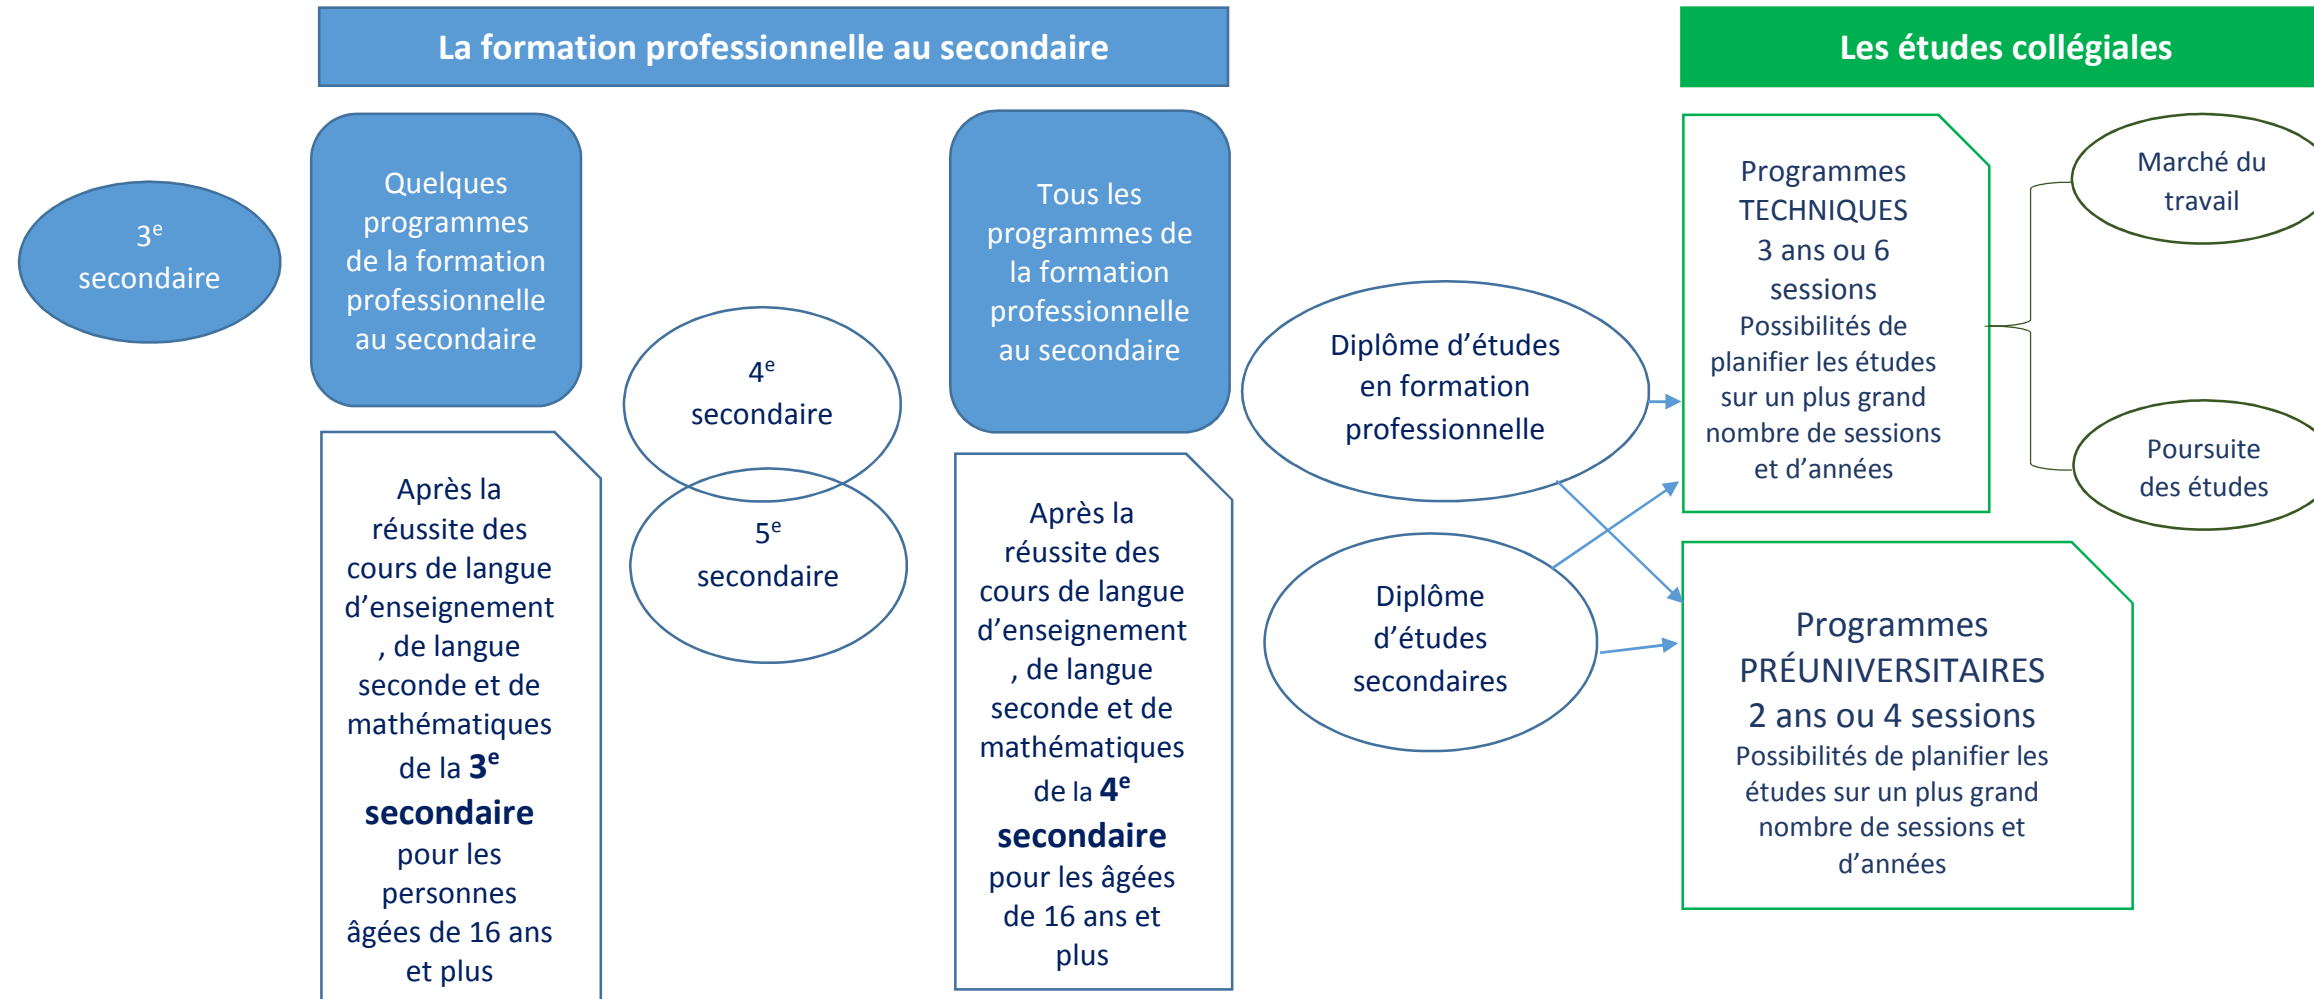 La formation professionnelle au secondaire
Les études collégiales
3e
secondaire
Quelques
programmes
de la formation
professionnelle
au secondaire
Après la
réussite des
cours de langue
d’enseignement
, de langue
seconde et de
mathématiques
de la 3e
secondaire
pour les
personnes
âgées de 16 ans
et plus
4e
secondaire
5e
secondaire
Tous les
programmes de
la formation
professionnelle
au secondaire
Après la
réussite des
cours de langue
d’enseignement
, de langue
seconde et de
mathématiques
de la 4e
secondaire
pour les âgées
de 16 ans et
plus
Diplôme d’études
en formation
professionnelle
Diplôme
d’études
secondaires
Programmes
TECHNIQUES
3 ans ou 6
sessions
Possibilités de
planifier les études
sur un plus grand
nombre de sessions
et d’années
Marché du
travail
Poursuite
des études
Programmes
PRÉUNIVERSITAIRES
2 ans ou 4 sessions
Possibilités de planifier les
études sur un plus grand
nombre de sessions et
d’années